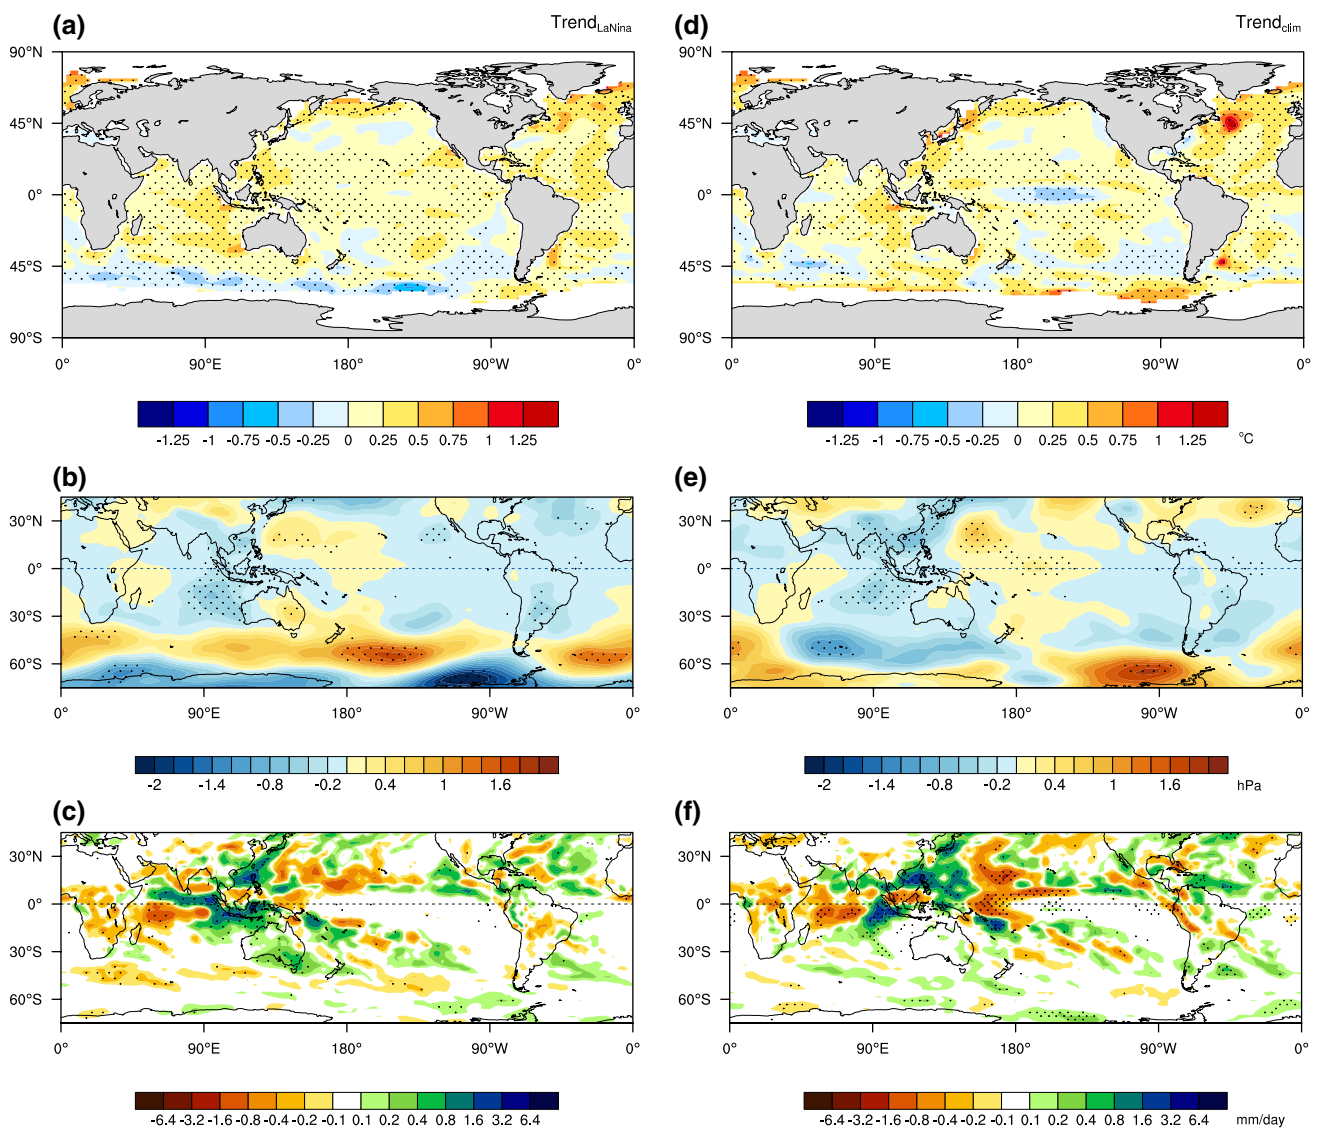 (a) Trend_LaNina (d) Trend_clim
90°N 90°N
45°N 45°N
0° 0°
45°S 45°S
90°S 90°S
0° 90°E 180° 90°W 0° 0° 90°E 180° 90°W 0°
-1.25 -1 -0.75 -0.5 -0.25 0 0.25 0.5 0.75 1 1.25 -1.25 -1 -0.75 -0.5 -0.25 0 0.25 0.5 0.75 1 1.25 °C
(b) (e)
30°N 30°N
0° 0°
30°S 30°S
60°S 60°S
0° 90°E 180° 90°W 0° 0° 90°E 180° 90°W 0°
-2 -1.4 -0.8 -0.2 0.4 1 1.6 -2 -1.4 -0.8 -0.2 0.4 1 1.6 hPa
(c) (f)
30°N 30°N
0° 0°
30°S 30°S
60°S 60°S
0° 90°E 180° 90°W 0° 0° 90°E 180° 90°W 0°
-6.4 -3.2 -1.6 -0.8 -0.4 -0.2 -0.1 0.1 0.2 0.4 0.8 1.6 3.2 6.4 -6.4 -3.2 -1.6 -0.8 -0.4 -0.2 -0.1 0.1 0.2 0.4 0.8 1.6 3.2 6.4 mm/day